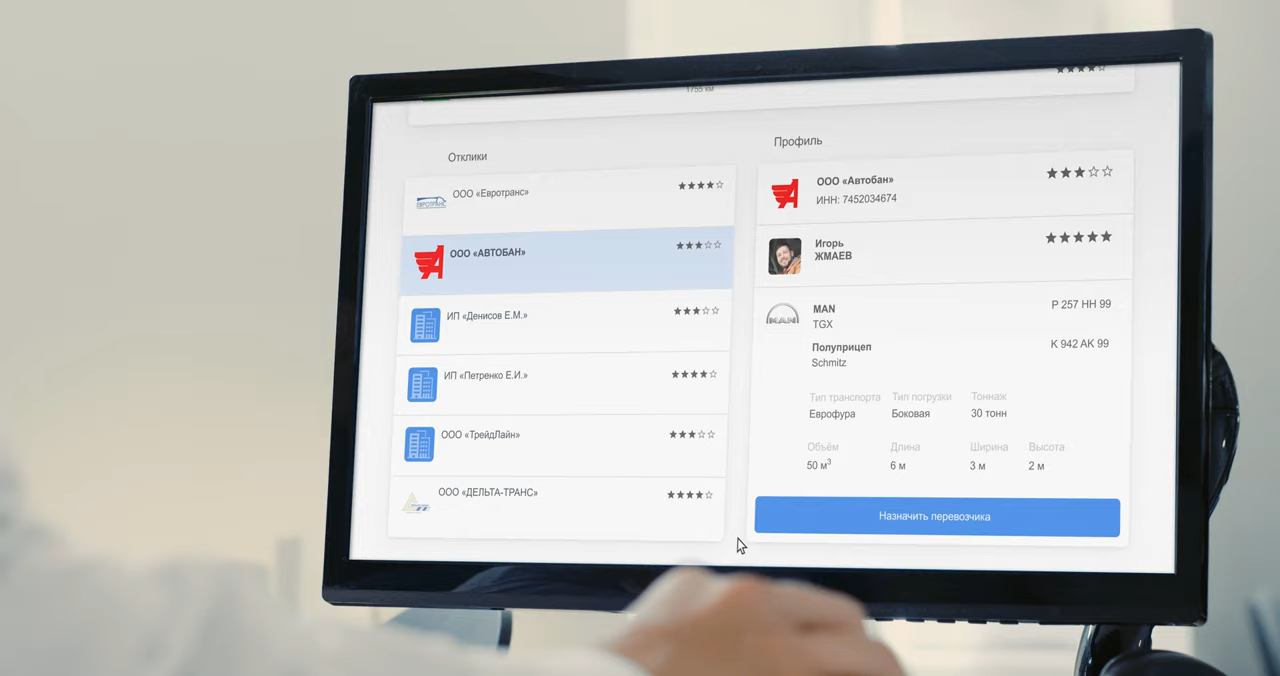 1755 км
Отклики
ЕВРОТРАНС
ООО «Евротранс»
ООО «АВТОБАН»
ИП «Денисов Е.М.»
ИП «Петренко Е.И.»
ООО «ТрейдЛайн»
ООО «ДЕЛЬТА-ТРАНС»
Профиль
ООО «Автобан»
ИНН: 7452034674
Игорь
ЖМАЕВ
MAN
MAN
TGX
Р 257 НН 99
Полуприцеп
Schmitz
К 942 АК 99
Тип транспорта Тип погрузки Тоннаж
Еврофура Боковая 30 тонн
Объём Длина Ширина Высота
50 м³ 6 м 3 м 2 м
Назначить перевозчика